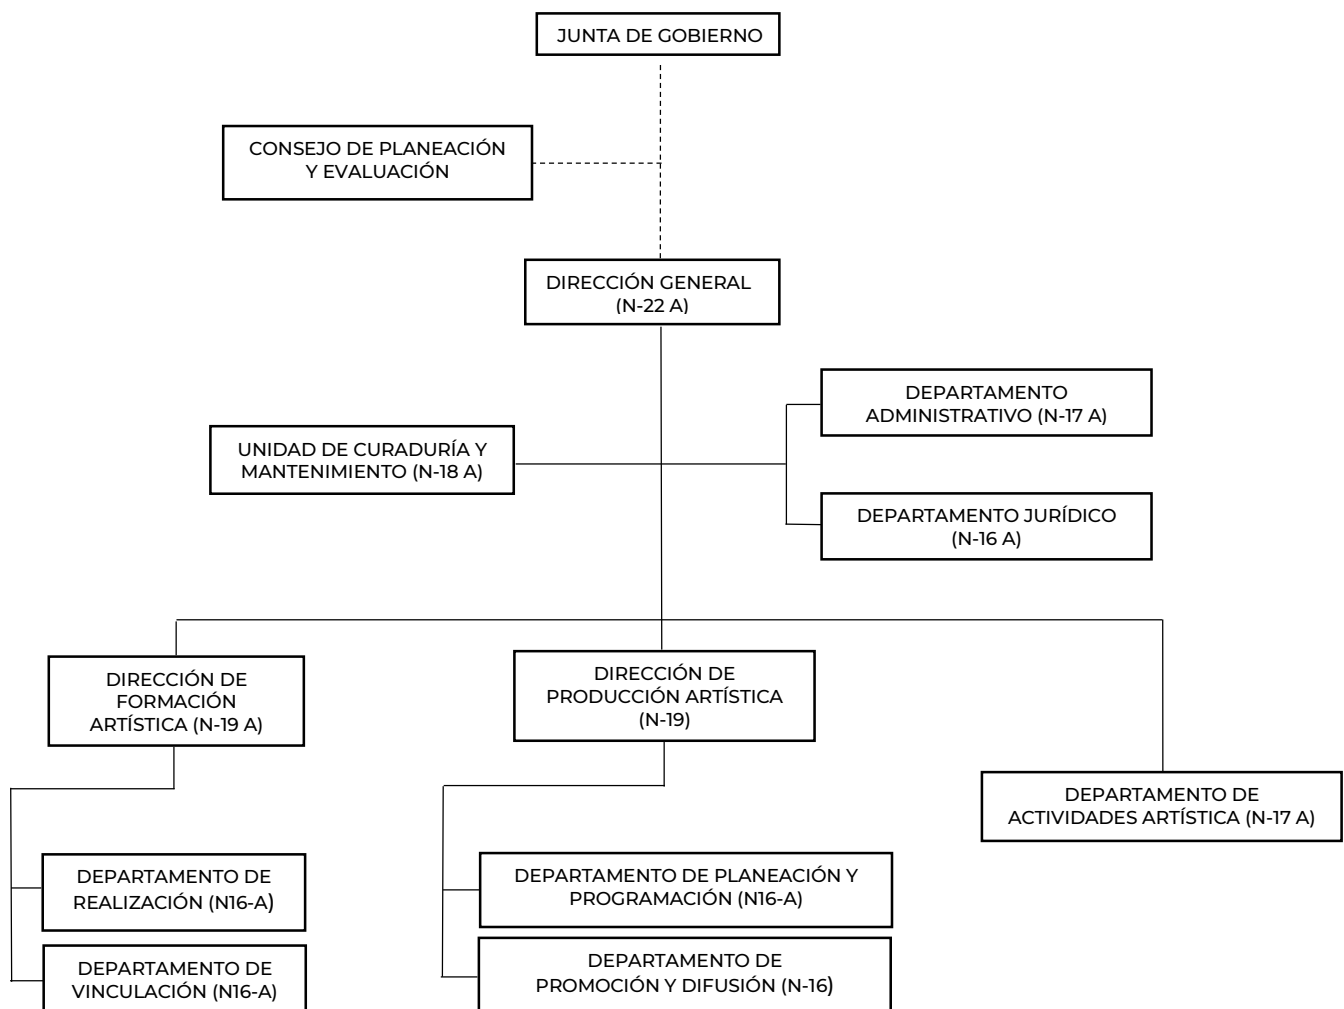 JUNTA DE GOBIERNO
CONSEJO DE PLANEACIÓN
Y EVALUACIÓN
DIRECCIÓN GENERAL
(N-22 A)
DEPARTAMENTO
ADMINISTRATIVO (N-17 A)
UNIDAD DE CURADURÍA Y
MANTENIMIENTO (N-18 A)
DEPARTAMENTO JURÍDICO
(N-16 A)
DIRECCIÓN DE
FORMACIÓN
ARTÍSTICA (N-19 A)
DIRECCIÓN DE
PRODUCCIÓN ARTÍSTICA
(N-19)
DEPARTAMENTO DE
ACTIVIDADES ARTÍSTICA (N-17 A)
DEPARTAMENTO DE
REALIZACIÓN (N16-A)
DEPARTAMENTO DE PLANEACIÓN Y
PROGRAMACIÓN (N16-A)
DEPARTAMENTO DE
VINCULACIÓN (N16-A)
DEPARTAMENTO DE
PROMOCIÓN Y DIFUSIÓN (N-16)